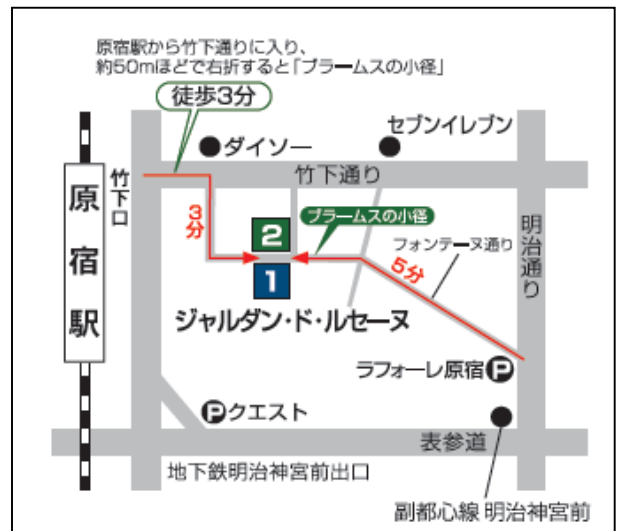 原宿駅から竹下通りに入り、
約50mほどで右折すると「ブラームスの小径」
徒歩3分
セブンイレブン
ダイソー
竹下通り
竹下口
原宿駅
3分
2
ブラームスの小径
フォンテーヌ通り
明治通り
5分
1
ジャルダン・ド・ルセーヌ
ラフォーレ原宿P
Pクエスト
表参道
地下鉄明治神宮前出口
副都心線 明治神宮前